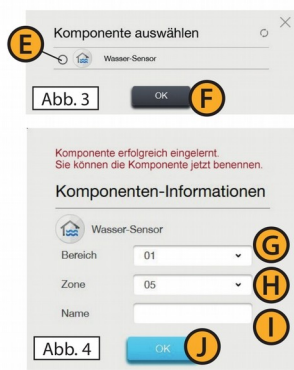 Komponente auswählen
E
Wasser-Sensor
Abb. 3
OK
F
Komponente erfolgreich eingelernt.
Sie können die Komponente jetzt benennen.
Komponenten-Informationen
Wasser-Sensor
Bereich
01
G
Zone
05
H
Name
I
Abb. 4
OK
J